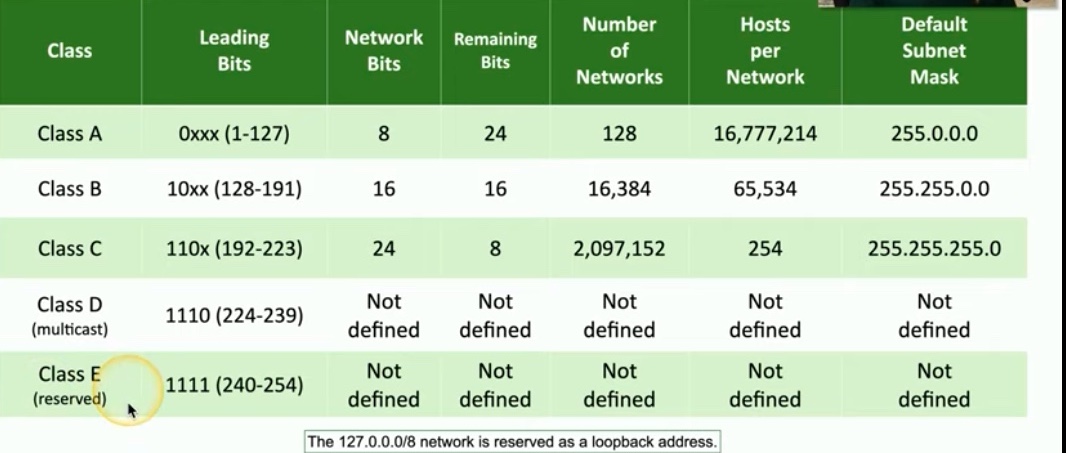 Class Leading Bits Network Bits Remaining Bits Number of Networks Hosts per Network Default Subnet Mask
Class A 0xxx (1-127) 8 24 128 16,777,214 255.0.0.0
Class B 10xx (128-191) 16 16 16,384 65,534 255.255.0.0
Class C 110x (192-223) 24 8 2,097,152 254 255.255.255.0
Class D (multicast) 1110 (224-239) Not defined Not defined Not defined Not defined Not defined
Class E (reserved) 1111 (240-254) Not defined Not defined Not defined Not defined Not defined
The 127.0.0.0/8 network is reserved as a loopback address.